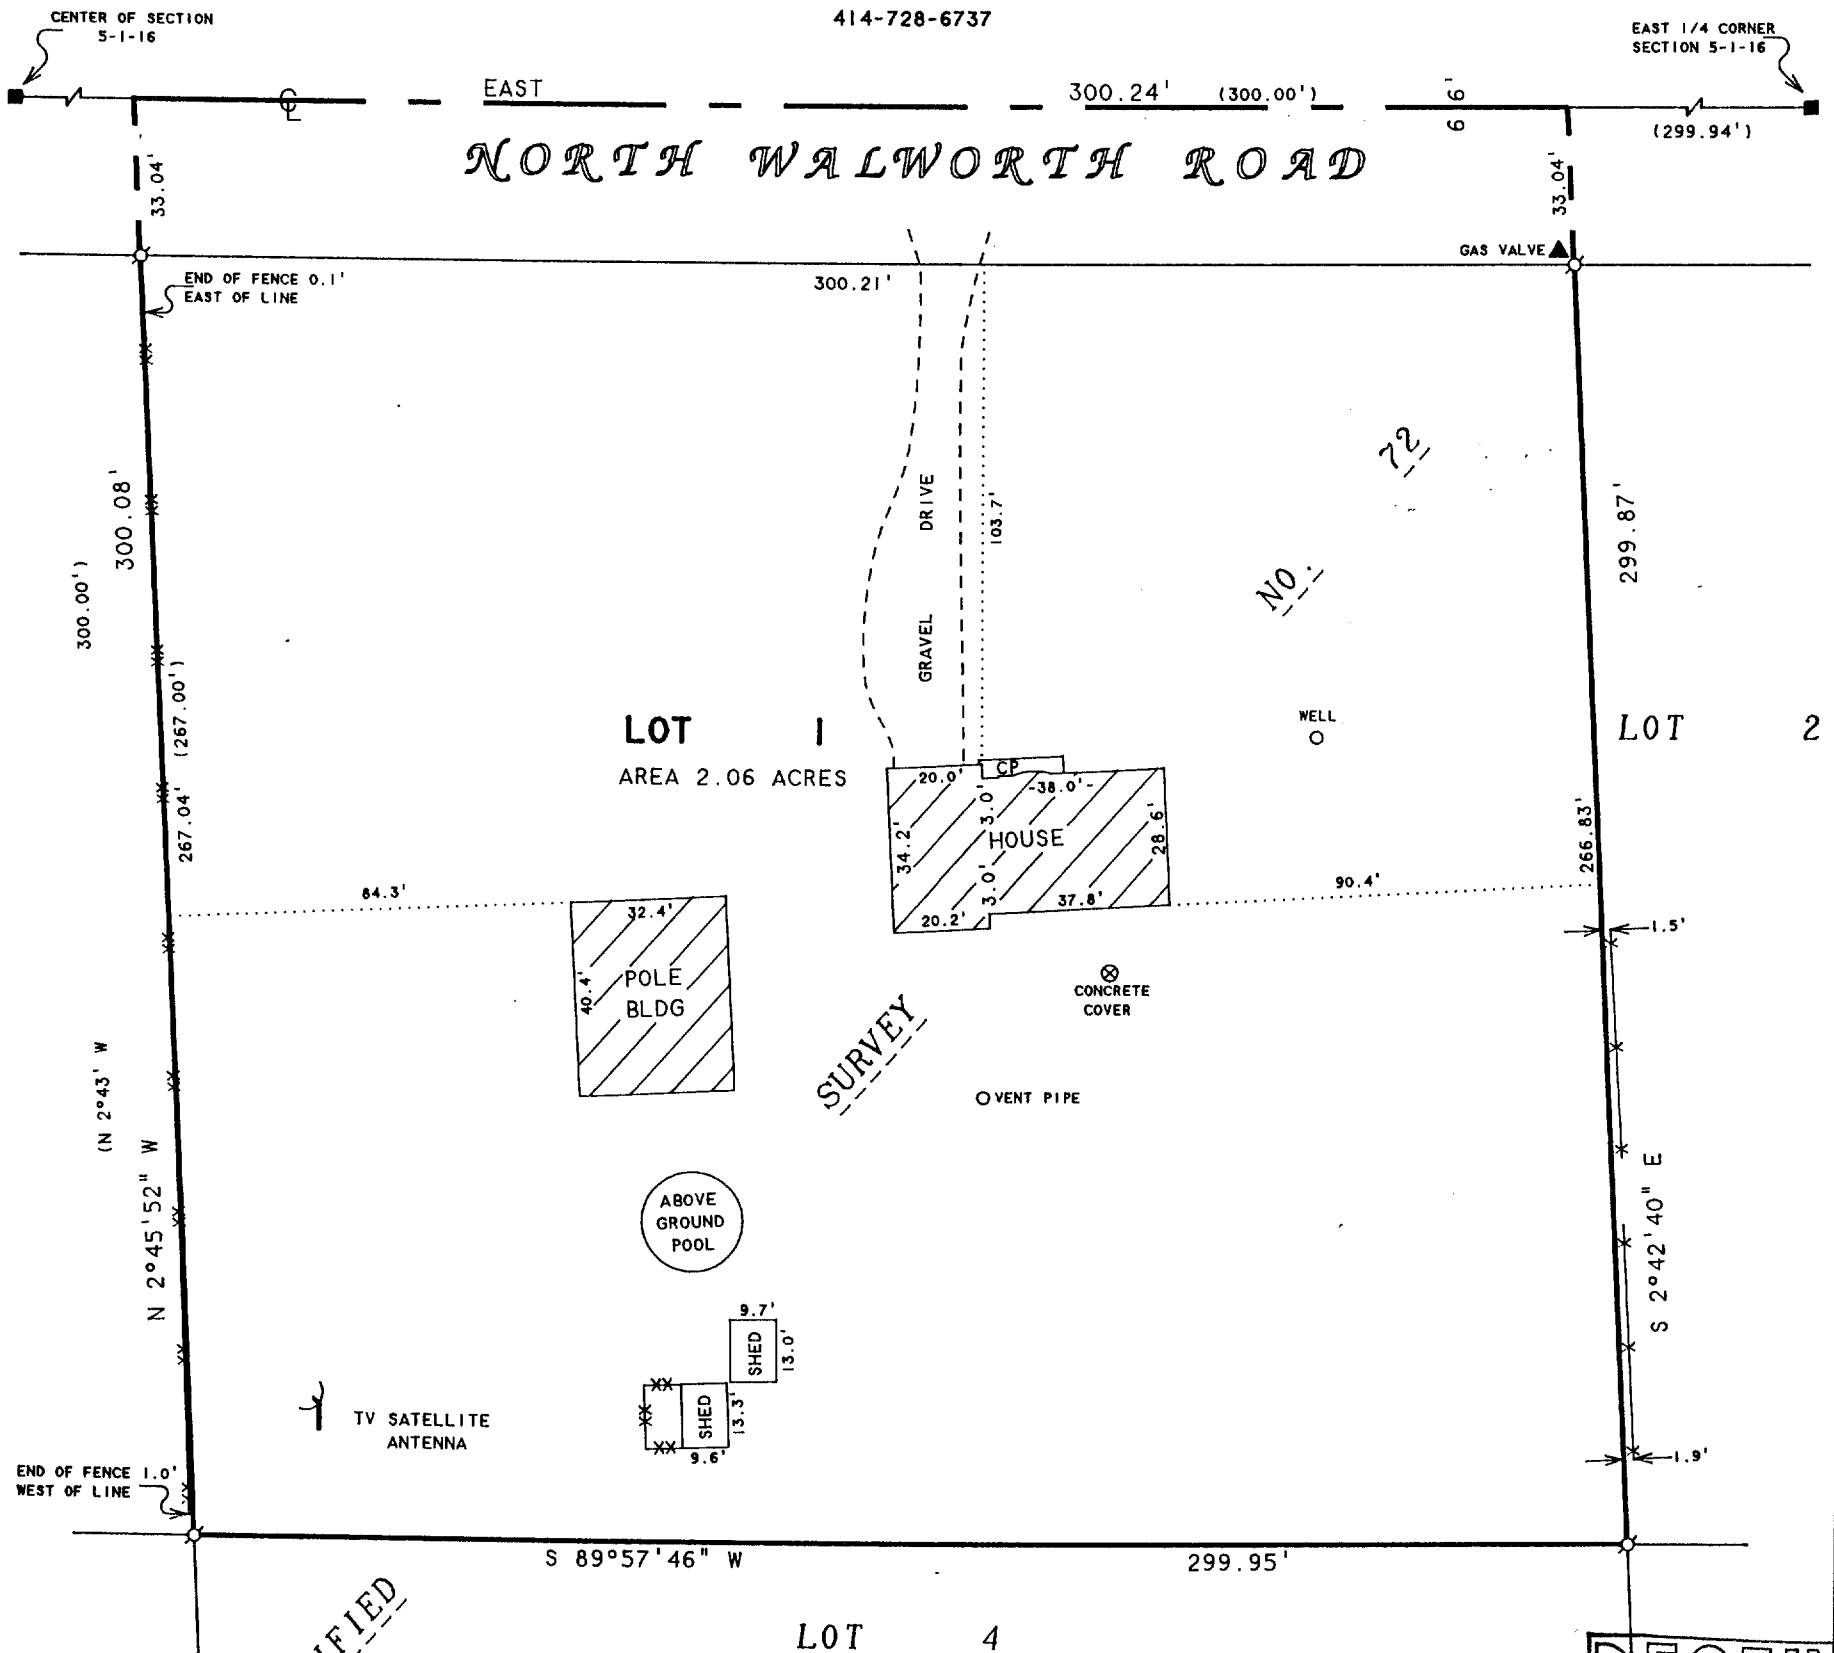 414-728-6737
CENTER OF SECTION
5-1-16
EAST 1/4 CORNER
SECTION 5-1-16
EAST
300.24' (300.00')
6'
6
(299.94')
C
L
NORTH WALWORTH ROAD
33.04'
33.04'
GAS VALVE
END OF FENCE 0.1'
EAST OF LINE
300.21'
300.08'
300.00')
(267.00')
267.04'
GRAVEL DRIVE
103.7'
72
NO.
299.87'
LOT 1
AREA 2.06 ACRES
WELL
LOT 2
CP
20.0'
-38.0'-
3.0'
34.2'
HOUSE
28.6'
3.0'
20.2'
37.8'
266.83'
84.3'
90.4'
32.4'
40.4'
POLE
BLDG
1.5'
CONCRETE
COVER
SURVEY
VENT PIPE
(N 2°43' W
N 2°45'52" W
S 2°42'40" E
ABOVE
GROUND
POOL
9.7'
SHED
13.0'
SHED
13.3'
9.6'
TV SATELLITE
ANTENNA
END OF FENCE 1.0'
WEST OF LINE
1.9'
S 89°57'46" W
299.95'
IFIED
LOT 4